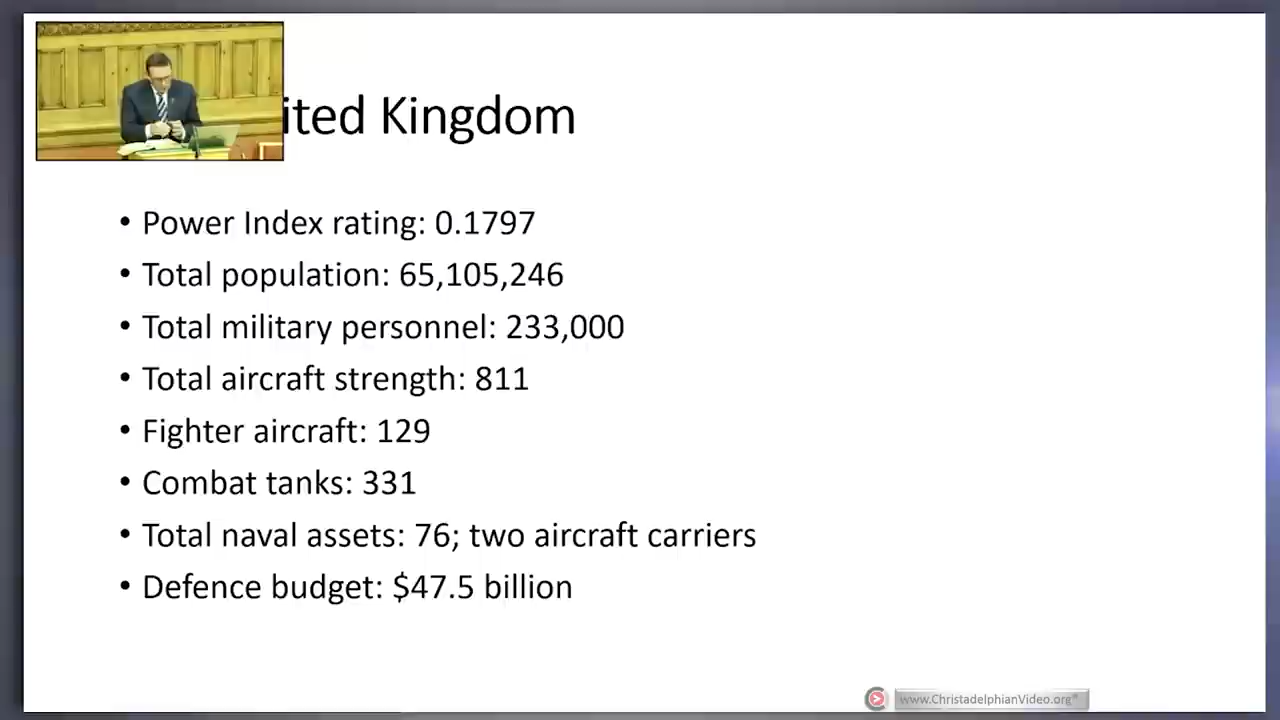 ited Kingdom
• Power Index rating: 0.1797
• Total population: 65,105,246
• Total military personnel: 233,000
• Total aircraft strength: 811
• Fighter aircraft: 129
• Combat tanks: 331
• Total naval assets: 76; two aircraft carriers
• Defence budget: $47.5 billion
www.ChristadelphianVideo.org